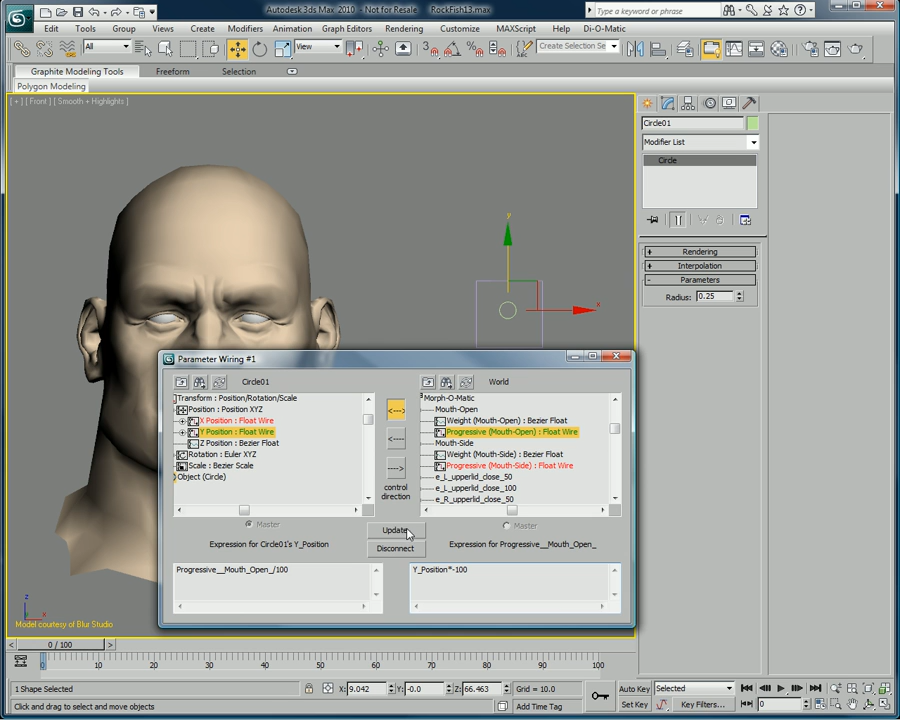 Autodesk 3ds Max 2010 - Not for Resale RockFish13.max
Type a keyword or phrase
Edit Tools Group Views Create Modifiers Animation Graph Editors Rendering Customize MAXScript Help Di-O-Matic
All View 3 Create Selection Se
Graphite Modeling Tools Freeform Selection
Polygon Modeling
[ + ] [ Front ] [ Smooth + Highlights ]
Circle01
Modifier List
Circle
y
x
- Parameters
+ Rendering
+ Interpolation
Radius: 0.25
Parameter Wiring #1
Circle01 World
Transform : Position/Rotation/Scale
Position : Position XYZ
X Position : Float Wire
Y Position : Float Wire
Z Position : Bezier Float
Rotation : Euler XYZ
Scale : Bezier Scale
Object (Circle)
Morph-O-Matic
Mouth-Open
Weight (Mouth-Open) : Bezier Float
Progressive (Mouth-Open) : Float Wire
Mouth-Side
Weight (Mouth-Side) : Bezier Float
Progressive (Mouth-Side) : Float Wire
e_L_upperlid_close_50
e_L_upperlid_close_100
e_R_upperlid_close_50
<---> 
<----
---->
control
direction
Master Update Master
Expression for Circle01's Y_Position Disconnect Expression for Progressive__Mouth_Open_
Progressive__Mouth_Open_/100 Y_Position*-100
z
x
Model courtesy of Blur Studio
< 0 / 100 >
0 10 20 30 40 50 60 70 80 90 100
1 Shape Selected X: 9.042 Y: -0.0 Z: 66.463 Grid = 10.0 Auto Key Selected
Click and drag to select and move objects Add Time Tag Set Key Key Filters... 0